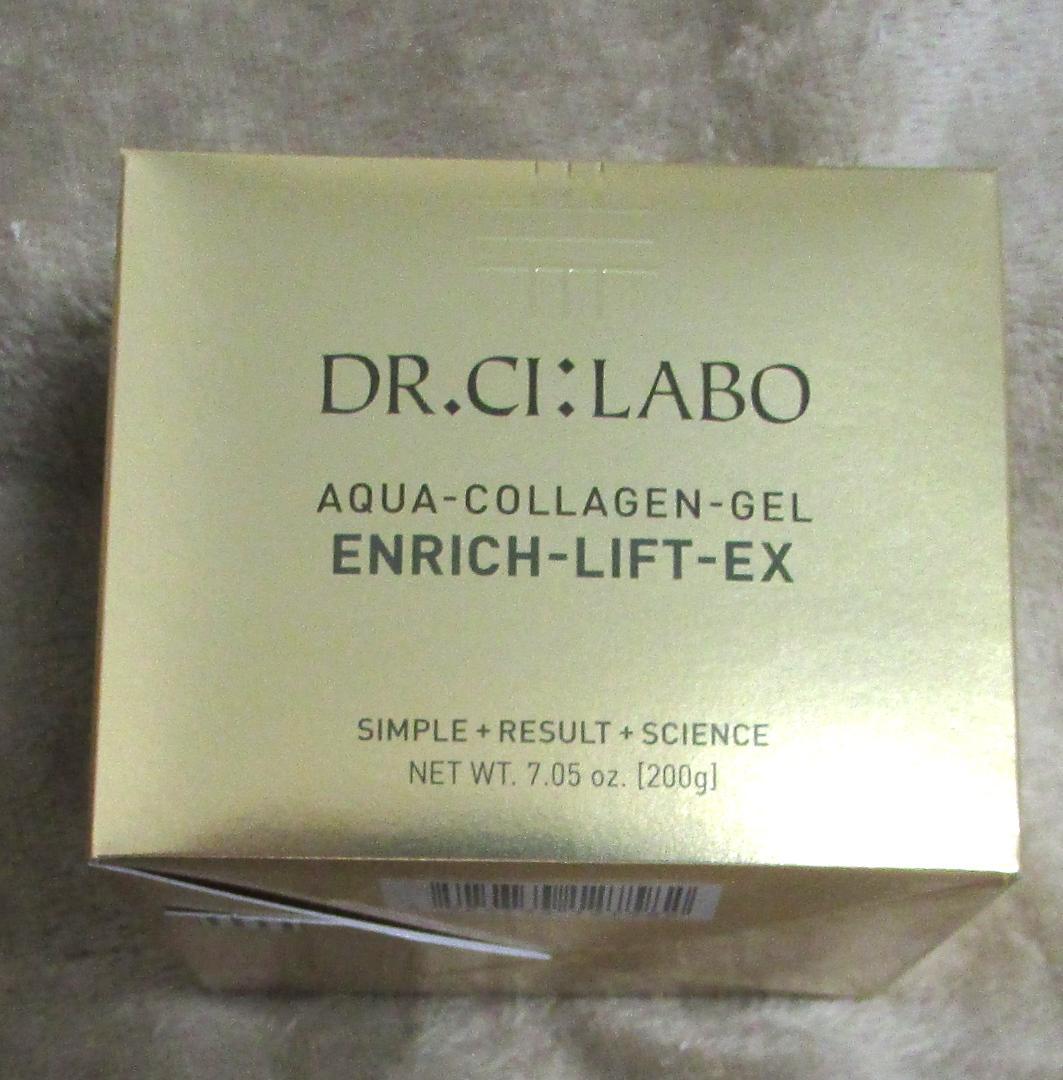 DR.CI:LABO
AQUA-COLLAGEN-GEL
ENRICH-LIFT-EX
SIMPLE + RESULT + SCIENCE
NET WT. 7.05 oz. [200g]